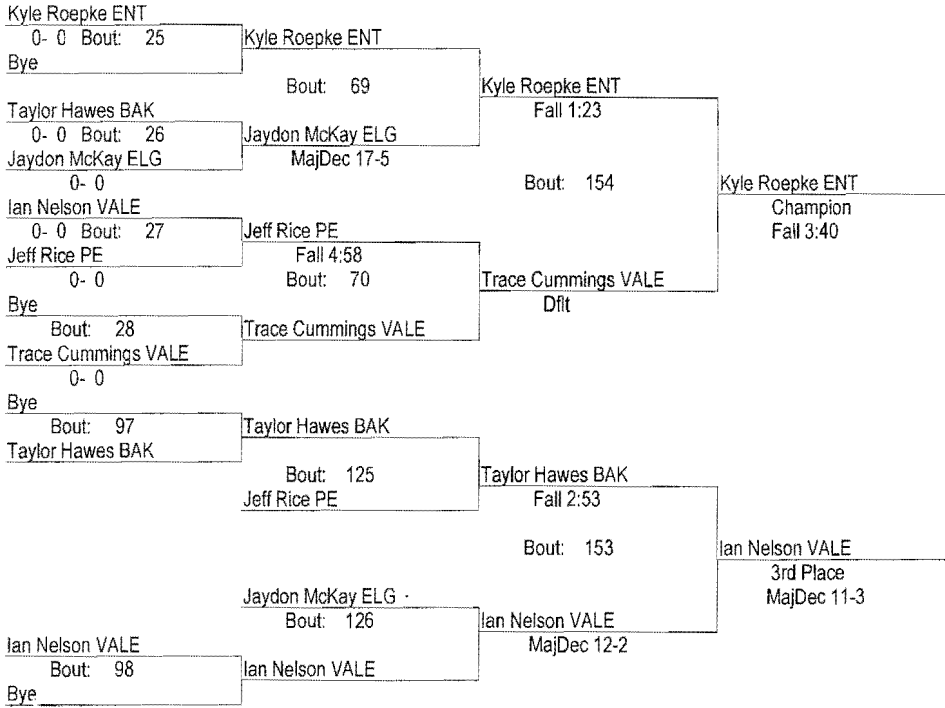 Kyle Roepke ENT
0- 0 Bout: 25
Kyle Roepke ENT
Bye
Bout: 69
Kyle Roepke ENT
Fall 1:23
Taylor Hawes BAK
0- 0 Bout: 26
Jaydon McKay ELG
Jaydon McKay ELG
MajDec 17-5
0- 0
Bout: 154
Kyle Roepke ENT
Champion
Fall 3:40
Ian Nelson VALE
0- 0 Bout: 27
Jeff Rice PE
Jeff Rice PE
Fall 4:58
0- 0
Bout: 70
Trace Cummings VALE
Dflt
Bye
Bout: 28
Trace Cummings VALE
Trace Cummings VALE
0- 0
Bye
Bout: 97
Taylor Hawes BAK
Taylor Hawes BAK
Bout: 125
Taylor Hawes BAK
Jeff Rice PE
Fall 2:53
Bout: 153
Ian Nelson VALE
3rd Place
MajDec 11-3
Jaydon McKay ELG
Bout: 126
Ian Nelson VALE
MajDec 12-2
Ian Nelson VALE
Bout: 98
Ian Nelson VALE
Bye